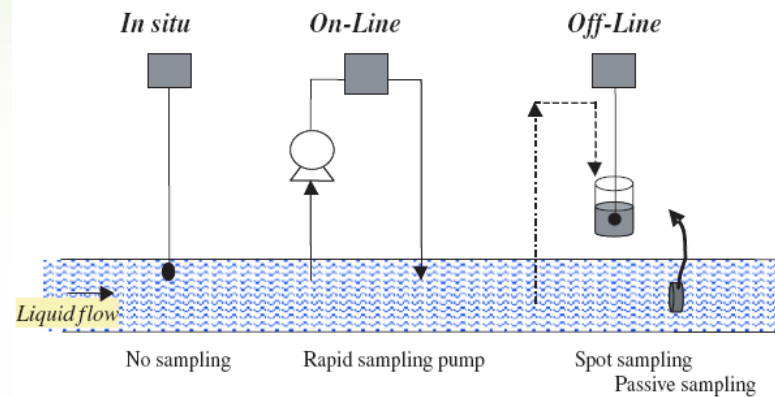 In situ On-Line Off-Line
Liquid flow
No sampling Rapid sampling pump Spot sampling
Passive sampling